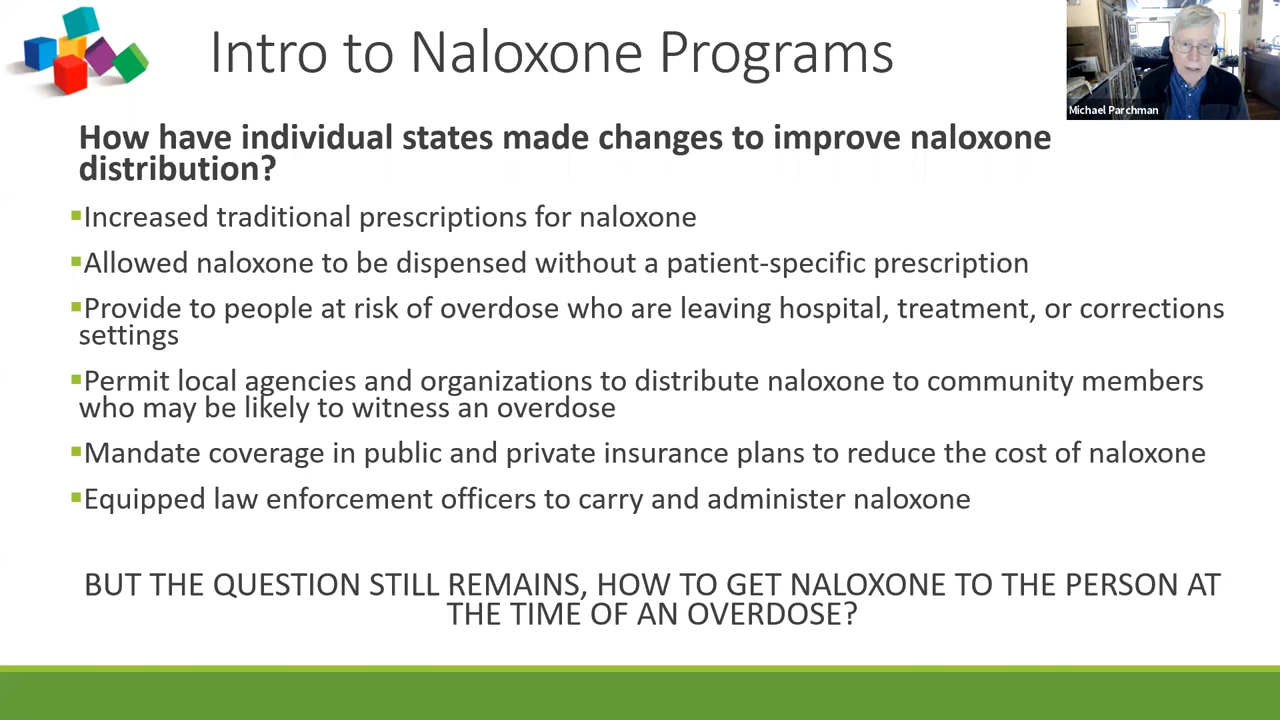 Intro to Naloxone Programs
Michael Parchman
How have individual states made changes to improve naloxone
distribution?
▪Increased traditional prescriptions for naloxone
▪Allowed naloxone to be dispensed without a patient-specific prescription
▪Provide to people at risk of overdose who are leaving hospital, treatment, or corrections
settings
▪Permit local agencies and organizations to distribute naloxone to community members
who may be likely to witness an overdose
▪Mandate coverage in public and private insurance plans to reduce the cost of naloxone
▪Equipped law enforcement officers to carry and administer naloxone
BUT THE QUESTION STILL REMAINS, HOW TO GET NALOXONE TO THE PERSON AT
THE TIME OF AN OVERDOSE?